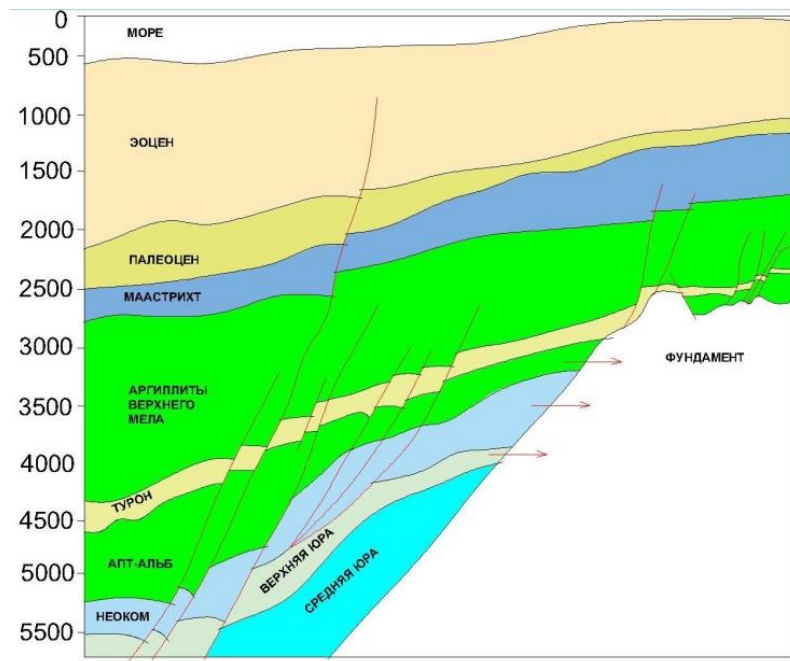 0
МОРЕ
500
1000
ЭОЦЕН
1500
2000
ПАЛЕОЦЕН
2500
МААСТРИХТ
3000
ФУНДАМЕНТ
3500
АРГИЛЛИТЫ
ВЕРХНЕГО
МЕЛА
4000
ТУРОН
4500
АПТ-АЛЬБ
5000
ВЕРХНЯЯ ЮРА
СРЕДНЯЯ ЮРА
НЕОКОМ
5500